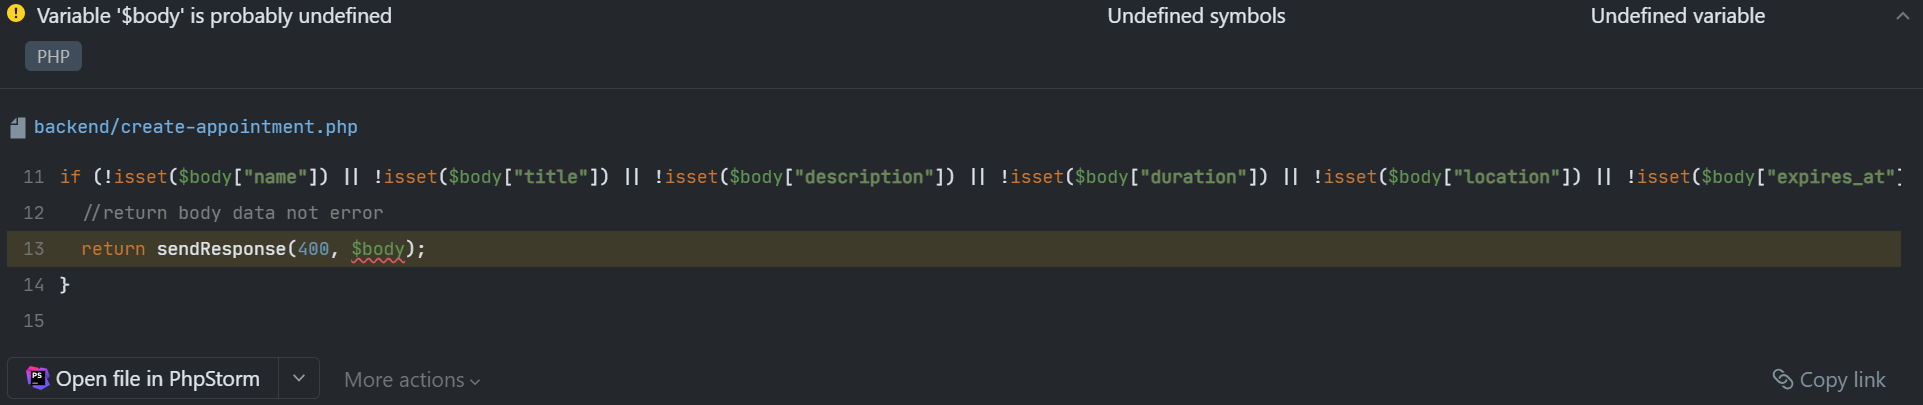 Variable '$body' is probably undefined Undefined symbols Undefined variable
PHP
backend/create-appointment.php
11 if (!isset($body["name"]) || !isset($body["title"]) || !isset($body["description"]) || !isset($body["duration"]) || !isset($body["location"]) || !isset($body["expires_at"]
12 //return body data not error
13 return sendResponse(400, $body);
14 }
15
PS Open file in PhpStorm More actions Copy link